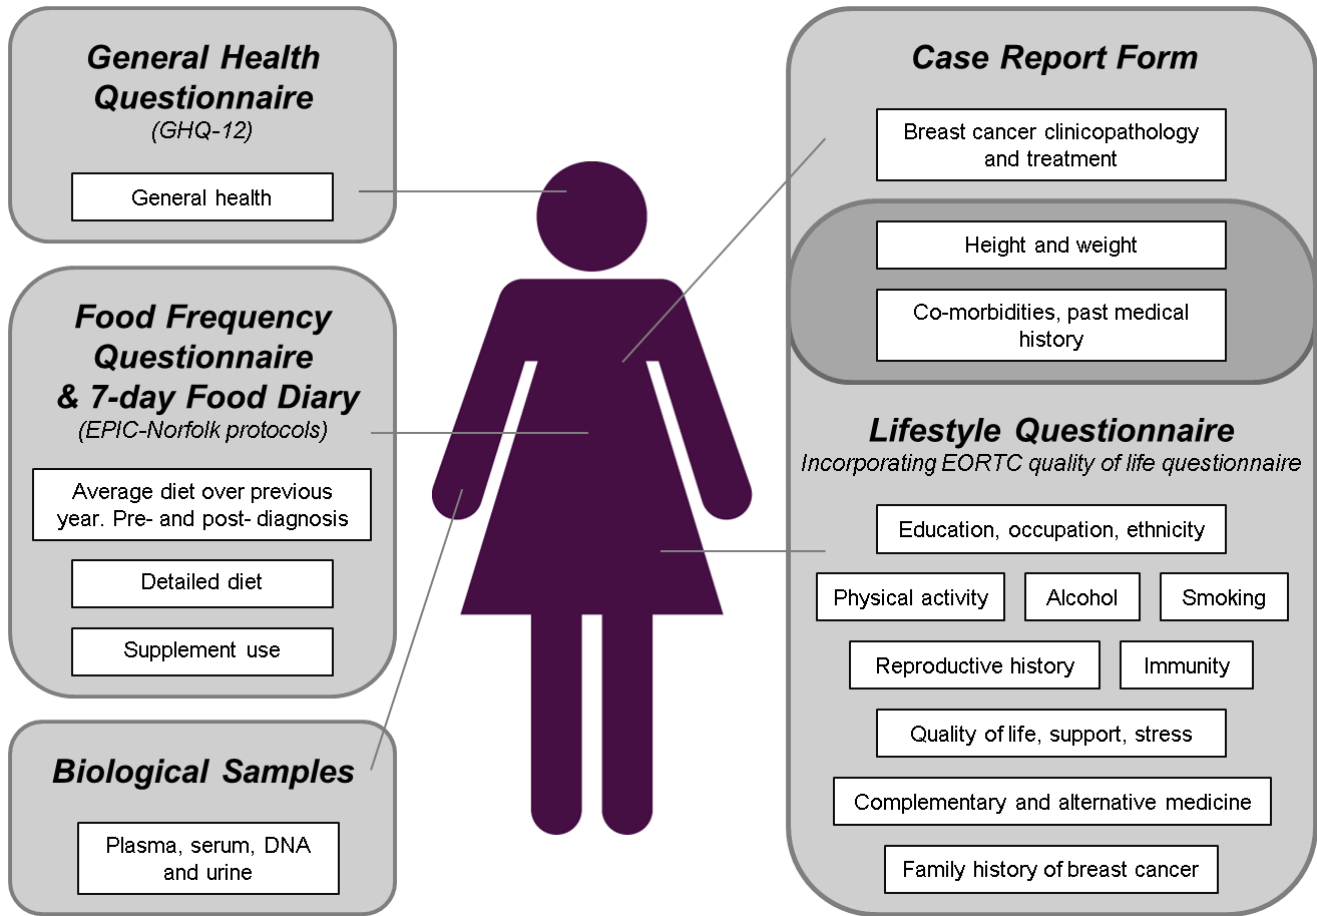 General Health
Questionnaire
(GHQ-12)
General health
Food Frequency
Questionnaire
& 7-day Food Diary
(EPIC-Norfolk protocols)
Average diet over previous
year. Pre- and post- diagnosis
Detailed diet
Supplement use
Biological Samples
Plasma, serum, DNA
and urine
Case Report Form
Breast cancer clinicopathology
and treatment
Height and weight
Co-morbidities, past medical
history
Lifestyle Questionnaire
Incorporating EORTC quality of life questionnaire
Education, occupation, ethnicity
Physical activity
Alcohol
Smoking
Reproductive history
Immunity
Quality of life, support, stress
Complementary and alternative medicine
Family history of breast cancer